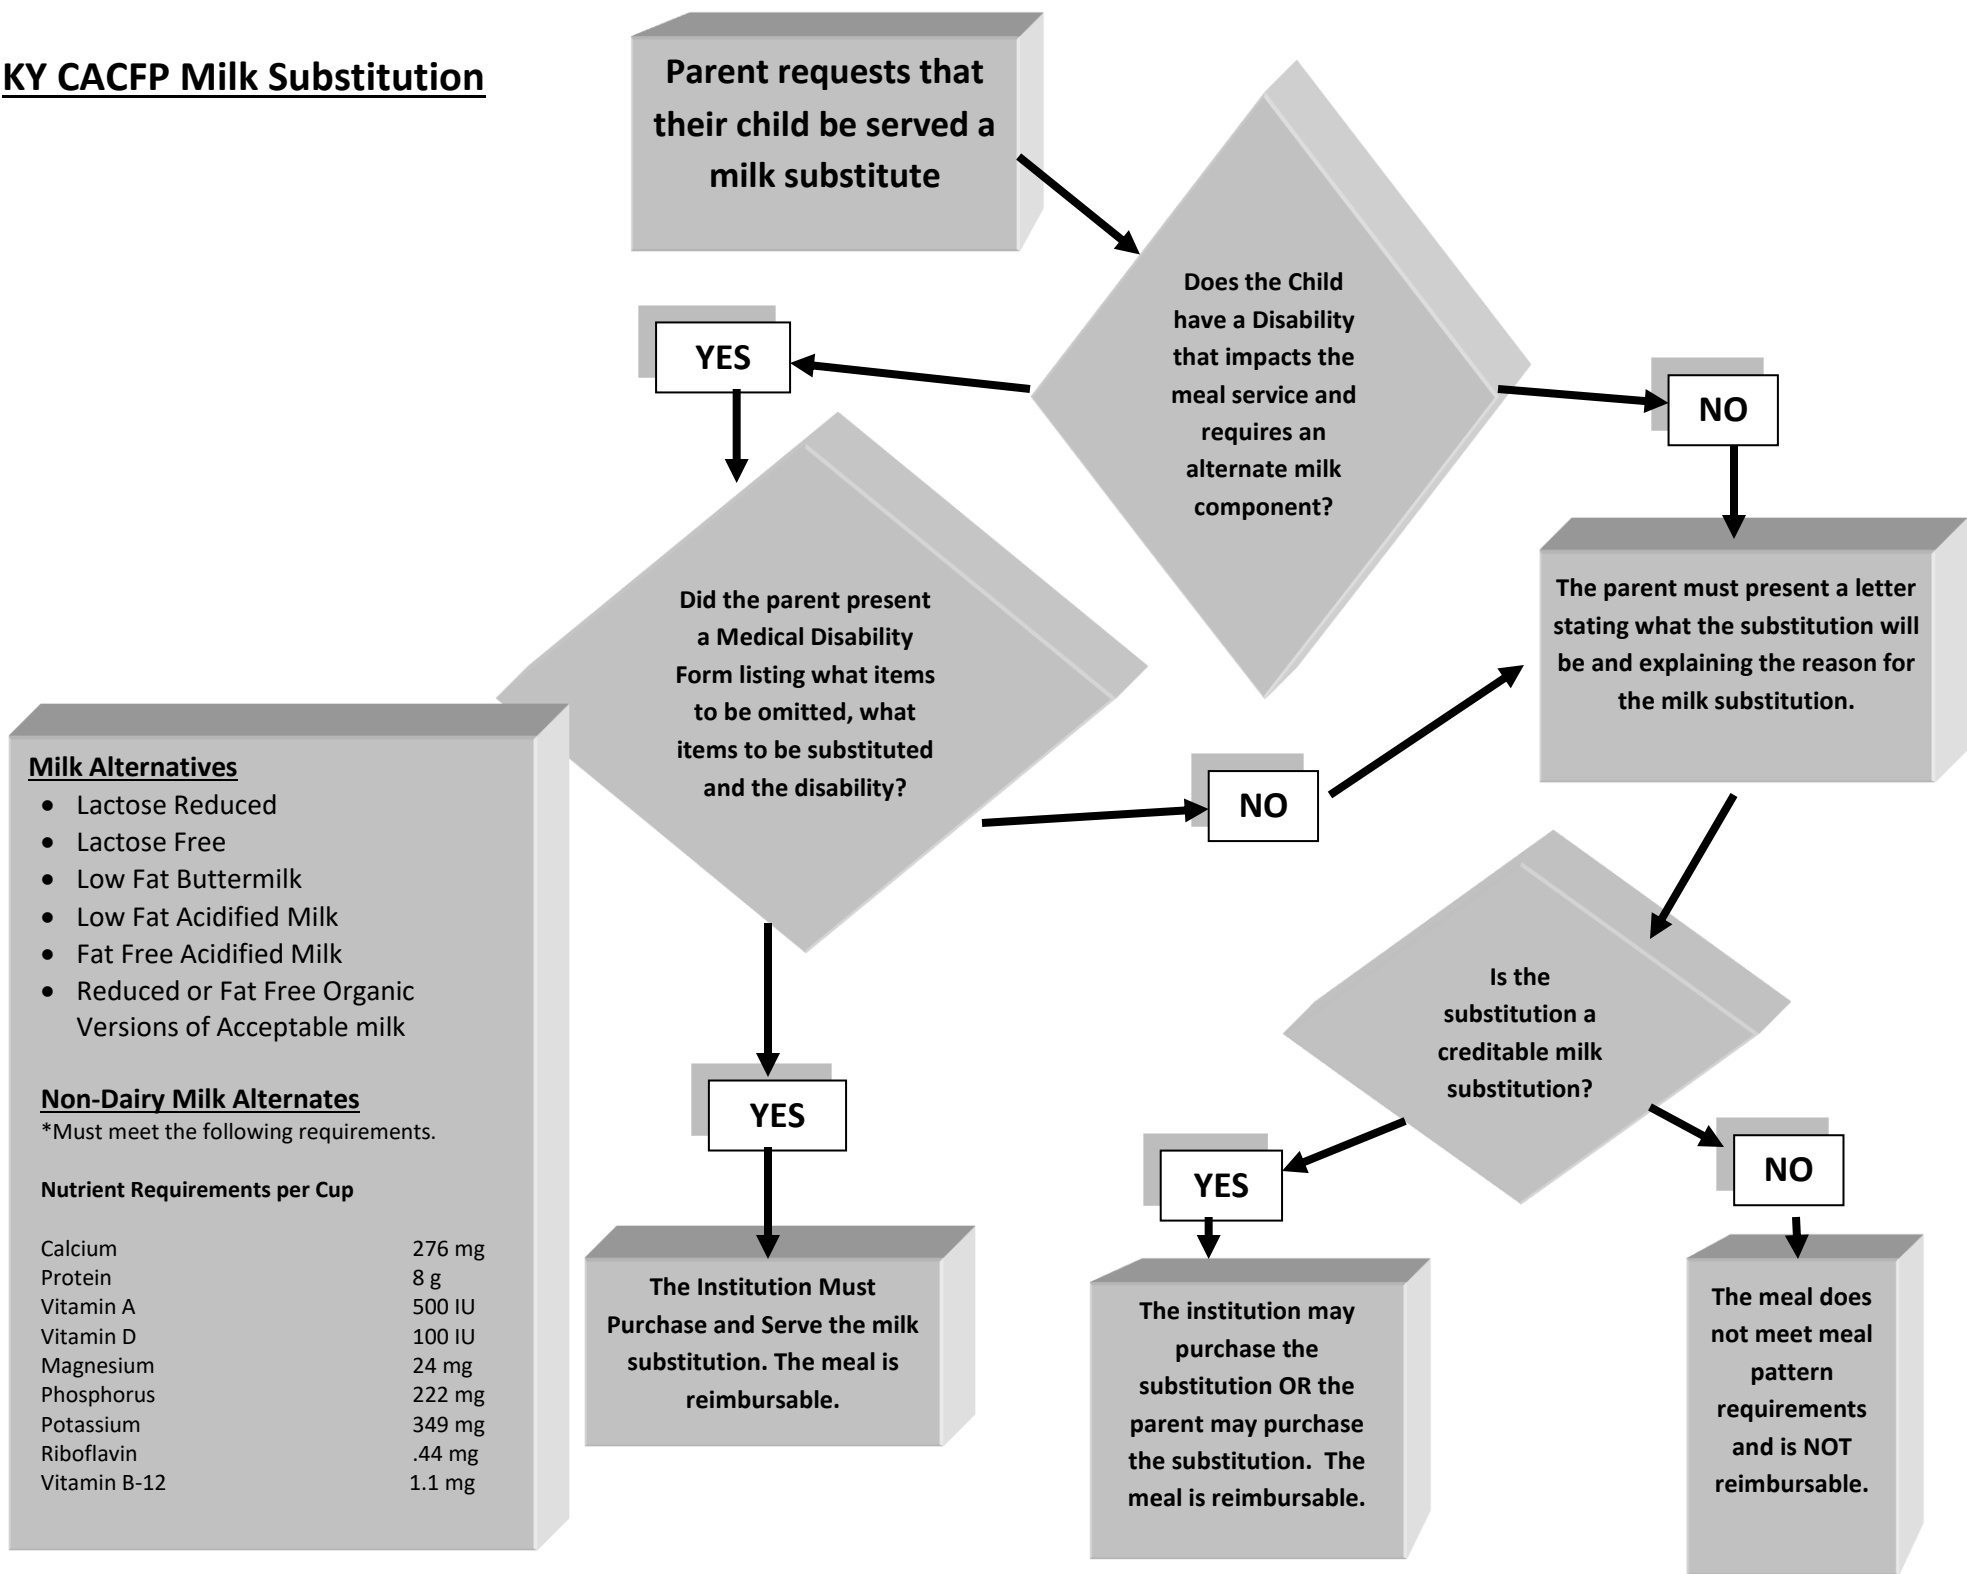 KY CACFP Milk Substitution
Parent requests that
their child be served a
milk substitute
Does the Child
have a Disability
that impacts the
meal service and
requires an
alternate milk
component?
YES
NO
Did the parent present
a Medical Disability
Form listing what items
to be omitted, what
items to be substituted
and the disability?
The parent must present a letter
stating what the substitution will
be and explaining the reason for
the milk substitution.
NO
YES
Is the
substitution a
creditable milk
substitution?
YES
NO
The Institution Must
Purchase and Serve the milk
substitution. The meal is
reimbursable.
The institution may
purchase the
substitution OR the
parent may purchase
the substitution. The
meal is reimbursable.
The meal does
not meet meal
pattern
requirements
and is NOT
reimbursable.
Milk Alternatives
• Lactose Reduced
• Lactose Free
• Low Fat Buttermilk
• Low Fat Acidified Milk
• Fat Free Acidified Milk
• Reduced or Fat Free Organic
Versions of Acceptable milk
Non-Dairy Milk Alternates
*Must meet the following requirements.
Nutrient Requirements per Cup
Calcium 276 mg
Protein 8 g
Vitamin A 500 IU
Vitamin D 100 IU
Magnesium 24 mg
Phosphorus 222 mg
Potassium 349 mg
Riboflavin .44 mg
Vitamin B-12 1.1 mg